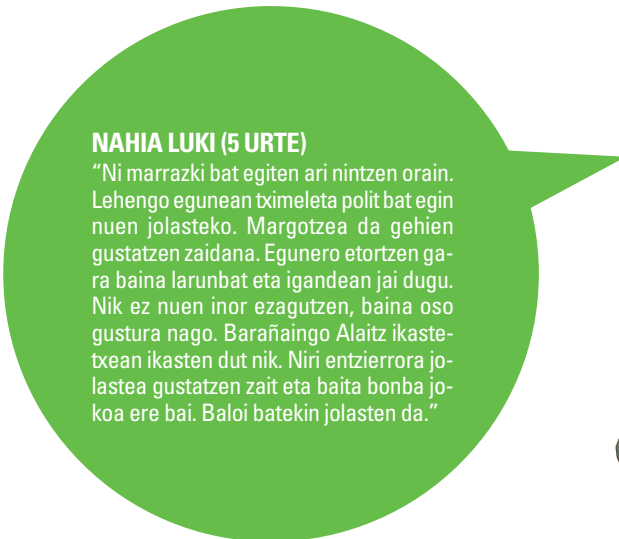 NAHIA LUKI (5 URTE)
“Ni marrazki bat egiten ari nintzen orain.
Lehengo egunean tximeleta polit bat egin
nuen jolasteko. Margotzea da gehien
gustatzen zaidana. Egunero etortzen ga-
ra baina larunbat eta igandean jai dugu.
Nik ez nuen inor ezagutzen, baina oso
gustura nago. Barañaingo Alaitz ikaste-
txean ikasten dut nik. Niri entzierrora jo-
lastea gustatzen zait eta baita bonba jo-
koa ere bai. Baloi batekin jolasten da.”